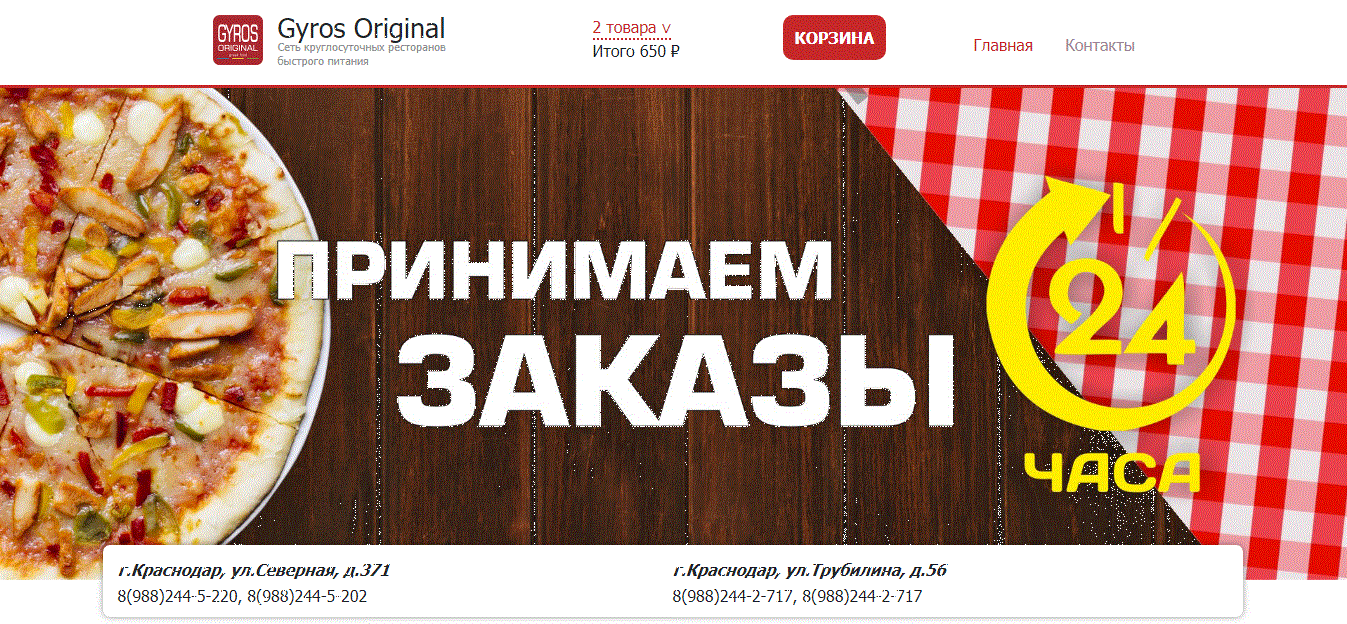 GYROS
ORIGINAL
greek food
Gyros Original
Сеть круглосуточных ресторанов
быстрого питания
2 товара v
Итого 650 ₽
КОРЗИНА
Главная
Контакты
ПРИНИМАЕМ
ЗАКАЗЫ
24
ЧАСА
г.Краснодар, ул.Северная, д.371
8(988)244-5-220, 8(988)244-5-202
г.Краснодар, ул.Трубилина, д.56
8(988)244-2-717, 8(988)244-2-717